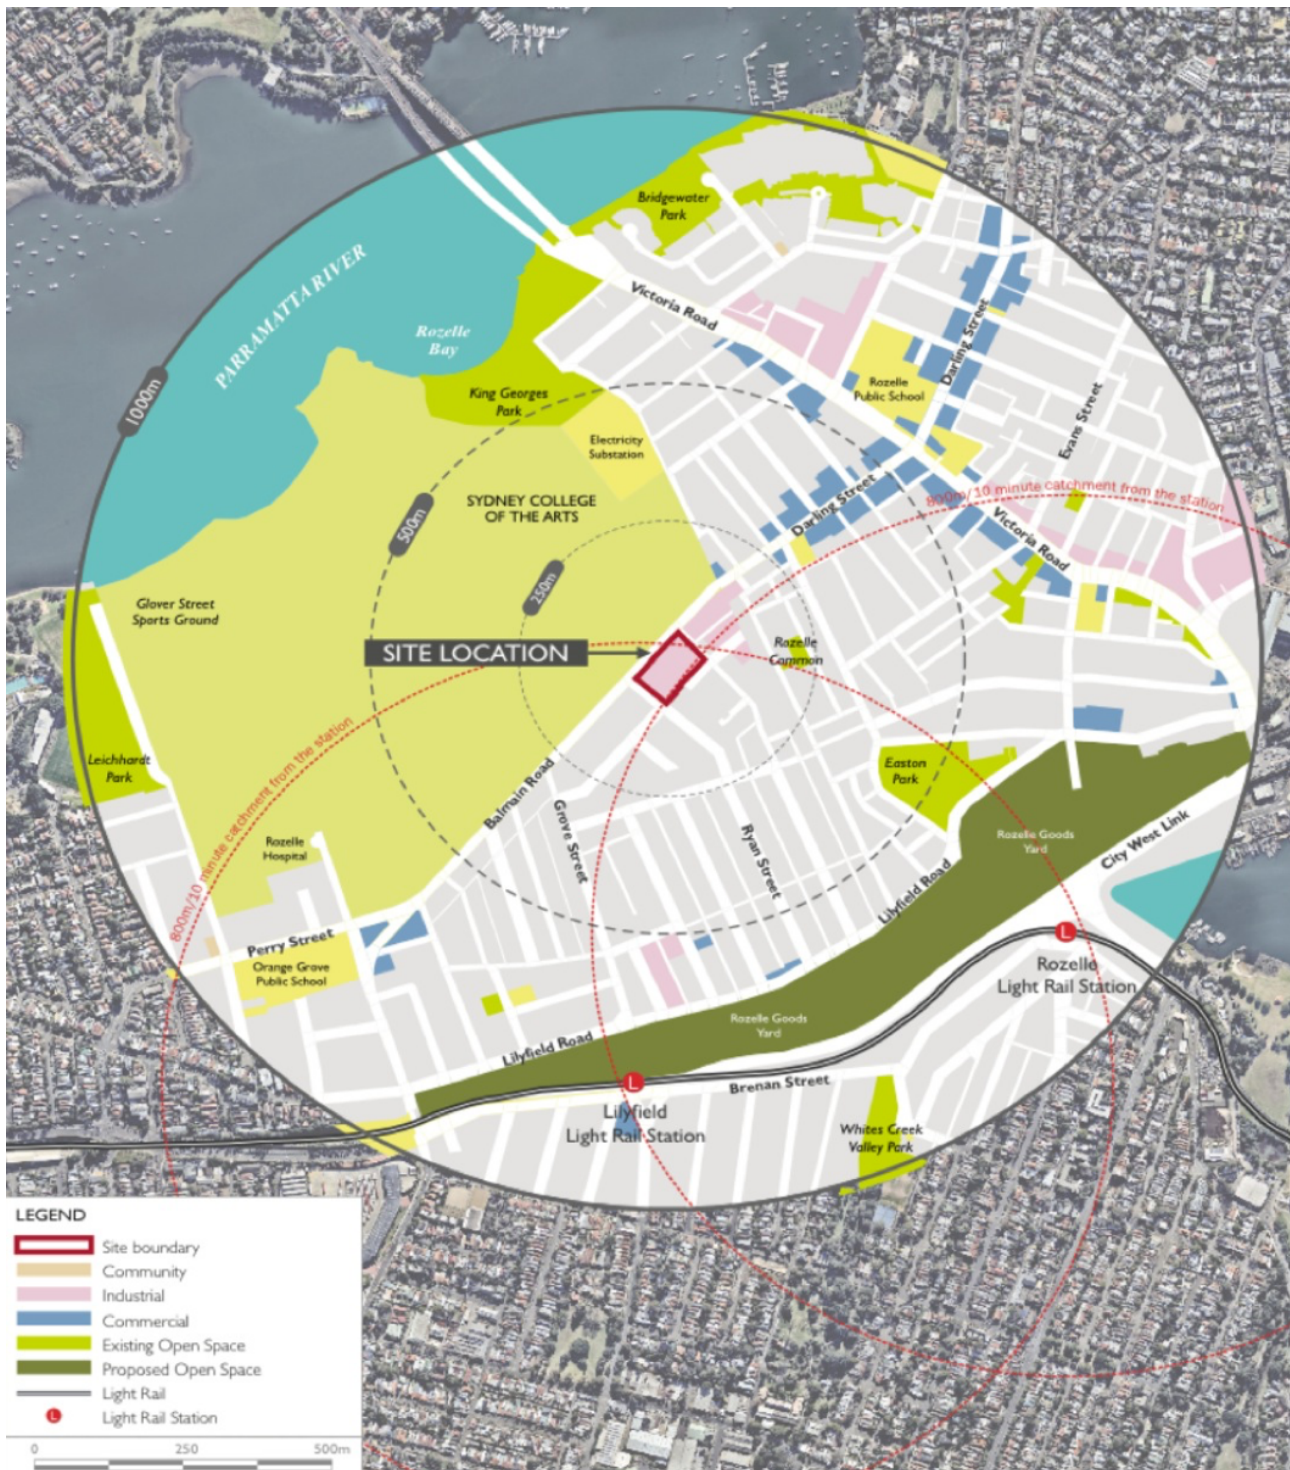 Bridgewater
Park
PARRAMATTA RIVER
Victoria Road
Rozelle
Bay
1000m
King Georges
Park
Rozelle
Public School
Darling Street
Evans Street
Electricity
Substation
SYDNEY COLLEGE
OF THE ARTS
500m
Darling Street
800m/10 minute catchment from the station
Victoria Road
250m
Glover Street
Sports Ground
SITE LOCATION
Rozelle
Common
Leichhardt
Park
800m/10 minute catchment from the station
Balmain Road
Easton
Park
Grove Street
Ryan Street
Rozelle
Hospital
Rozelle Goods
Yard
City West Link
Lilyfield Road
Perry Street
Orange Grove
Public School
Rozelle
Light Rail Station
L
Rozelle Goods
Yard
Lilyfield Road
L
Brenan Street
Lilyfield
Light Rail Station
Whites Creek
Valley Park
LEGEND
Site boundary
Community
Industrial
Commercial
Existing Open Space
Proposed Open Space
Light Rail
L
Light Rail Station
0 250 500m